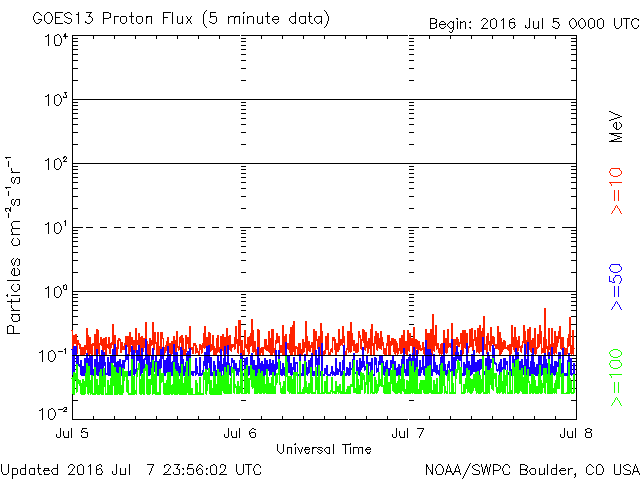 GOES13 Proton Flux (5 minute data)
Begin: 2016 Jul 5 0000 UTC
Particles cm⁻²s⁻¹sr⁻¹
10⁴
10³
10²
10¹
10⁰
10⁻¹
10⁻²
Jul 5
Jul 6
Jul 7
Jul 8
Universal Time
MeV
>=10
>=50
>=100
Updated 2016 Jul 7 23:56:02 UTC
NOAA/SWPC Boulder, CO USA